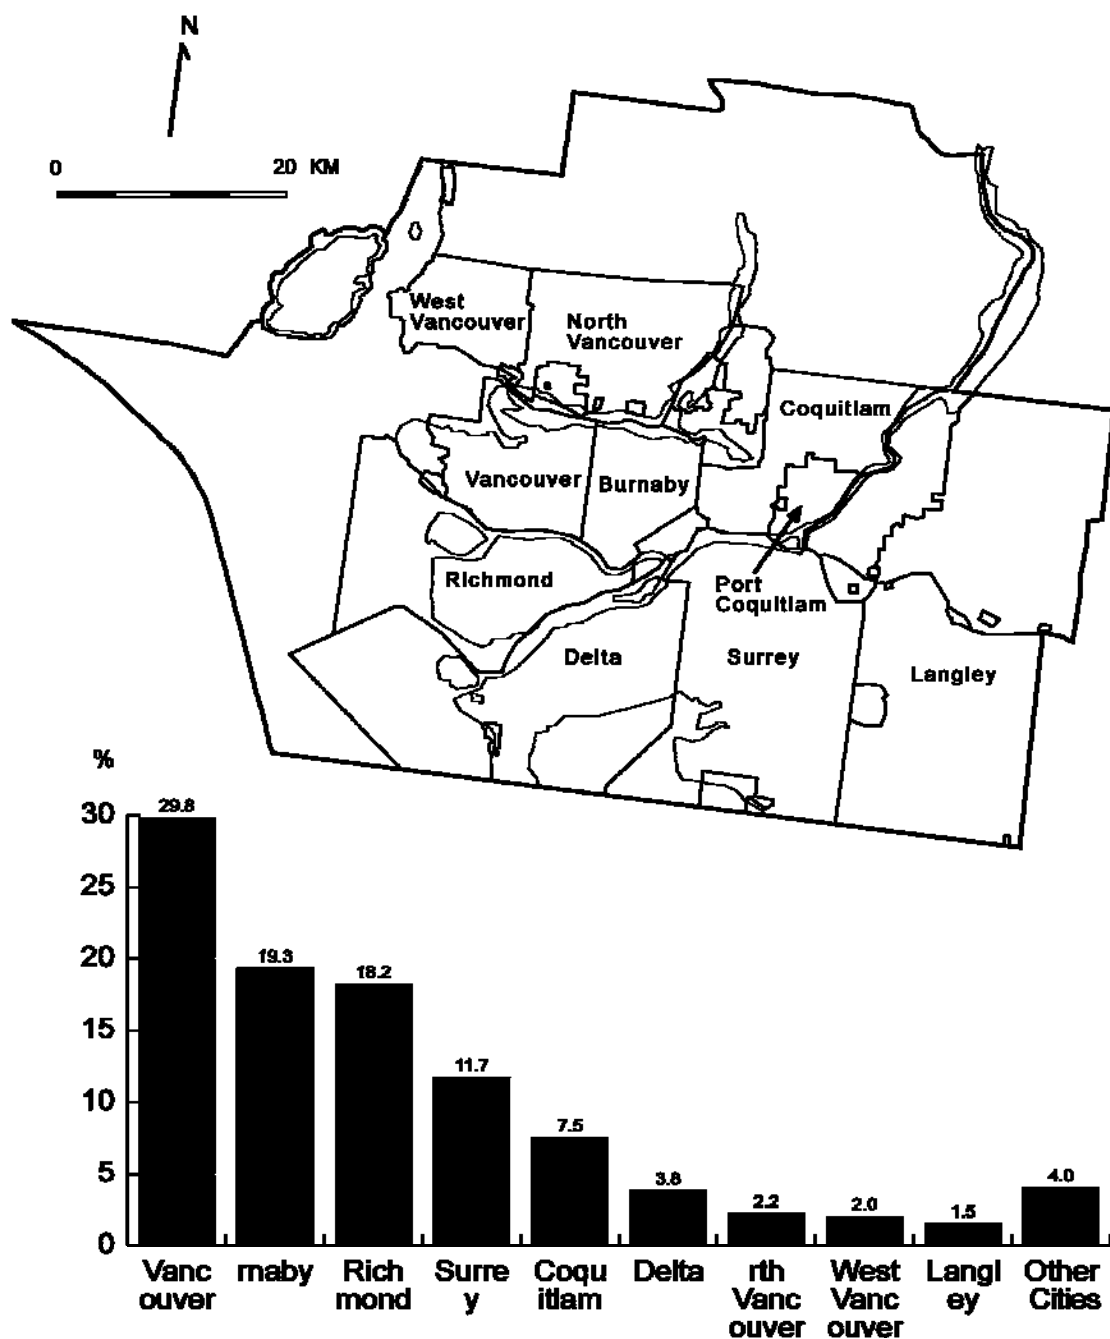 N
0 20 KM
West
Vancouver
North
Vancouver
Coquitlam
Vancouver
Burnaby
Richmond
Port
Coquitlam
Delta
Surrey
Langley
%
30
25
20
15
10
5
0
29.8
19.3
18.2
11.7
7.5
3.8
2.2
2.0
1.5
4.0
Vanc
ouver
rnaby
Rich
mond
Surre
y
Coqu
itlam
Delta
rth
Vanc
ouver
West
Vanc
ouver
Langl
ey
Other
Cities